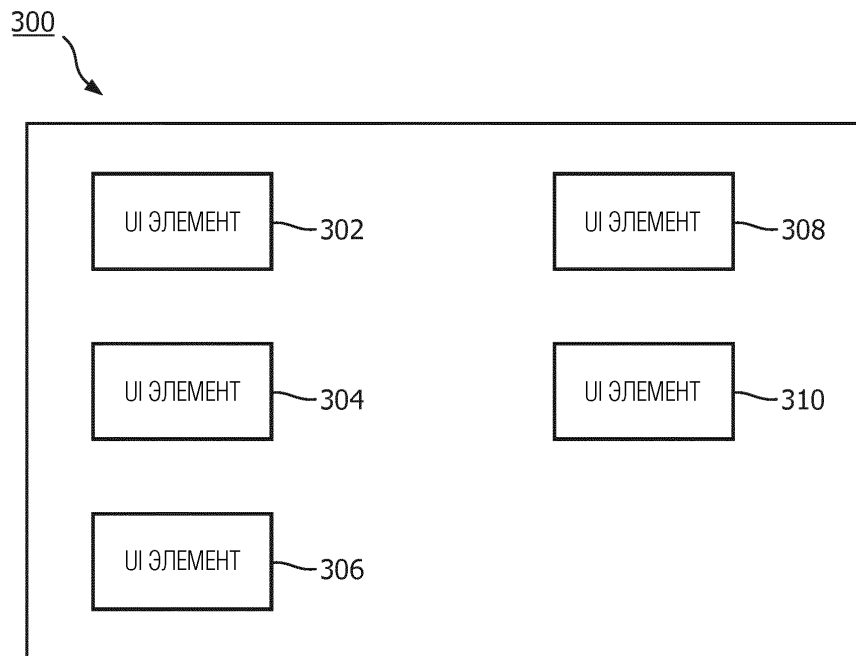 300
UI ЭЛЕМЕНТ 302
UI ЭЛЕМЕНТ 308
UI ЭЛЕМЕНТ 304
UI ЭЛЕМЕНТ 310
UI ЭЛЕМЕНТ 306